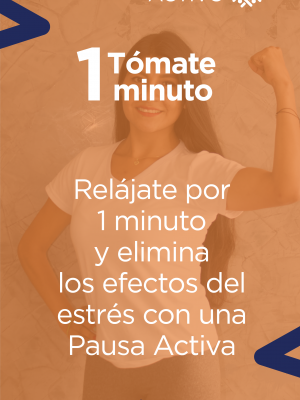 1 Tómate
minuto
Relájate por
1 minuto
y elimina
los efectos del
estrés con una
Pausa Activa